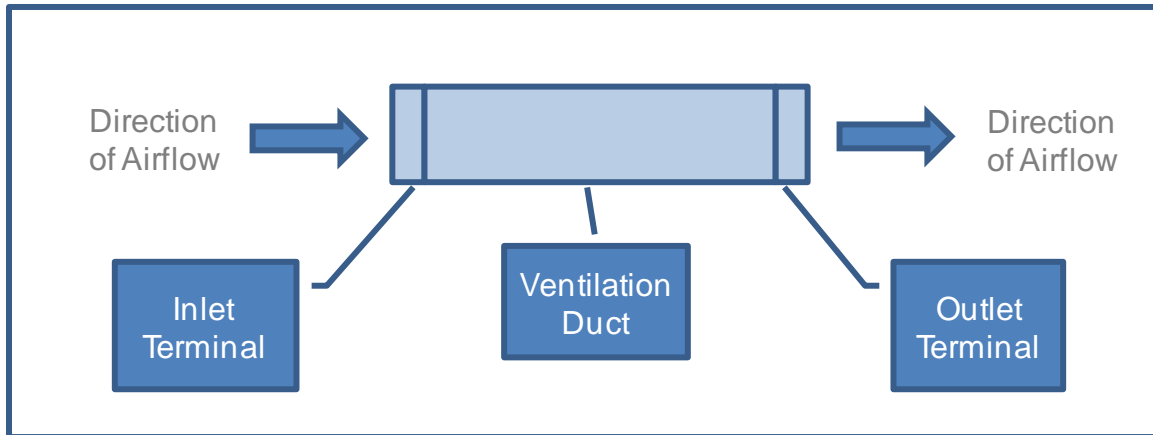 Direction
of Airflow
Direction
of Airflow
Inlet
Terminal
Ventilation
Duct
Outlet
Terminal